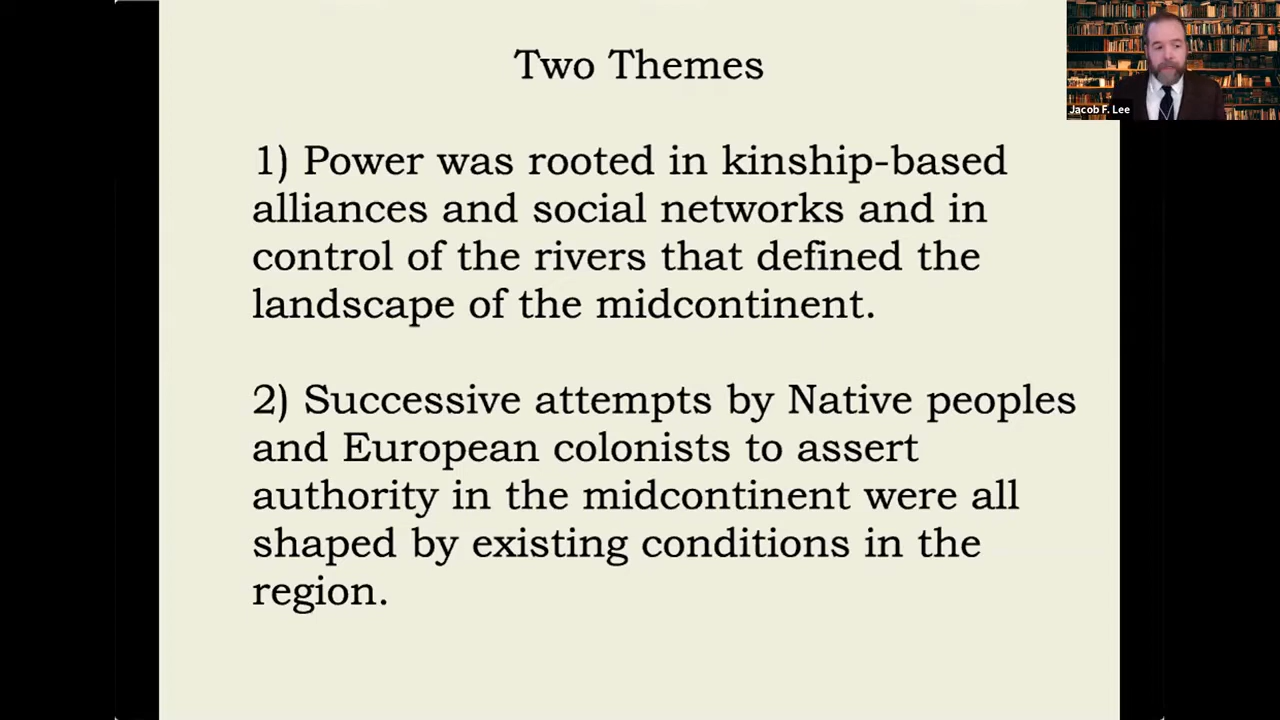 Two Themes
1) Power was rooted in kinship-based
alliances and social networks and in
control of the rivers that defined the
landscape of the midcontinent.
2) Successive attempts by Native peoples
and European colonists to assert
authority in the midcontinent were all
shaped by existing conditions in the
region.
Jacob F. Lee